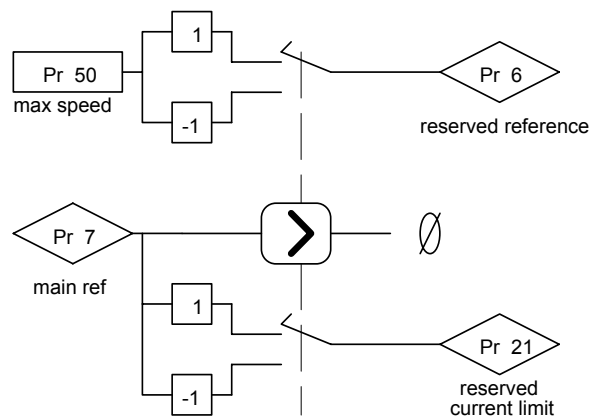 1
Pr 50
max speed
-1
Pr 6
reserved reference
Pr 7
main ref
>
Ø
1
-1
Pr 21
reserved
current limit